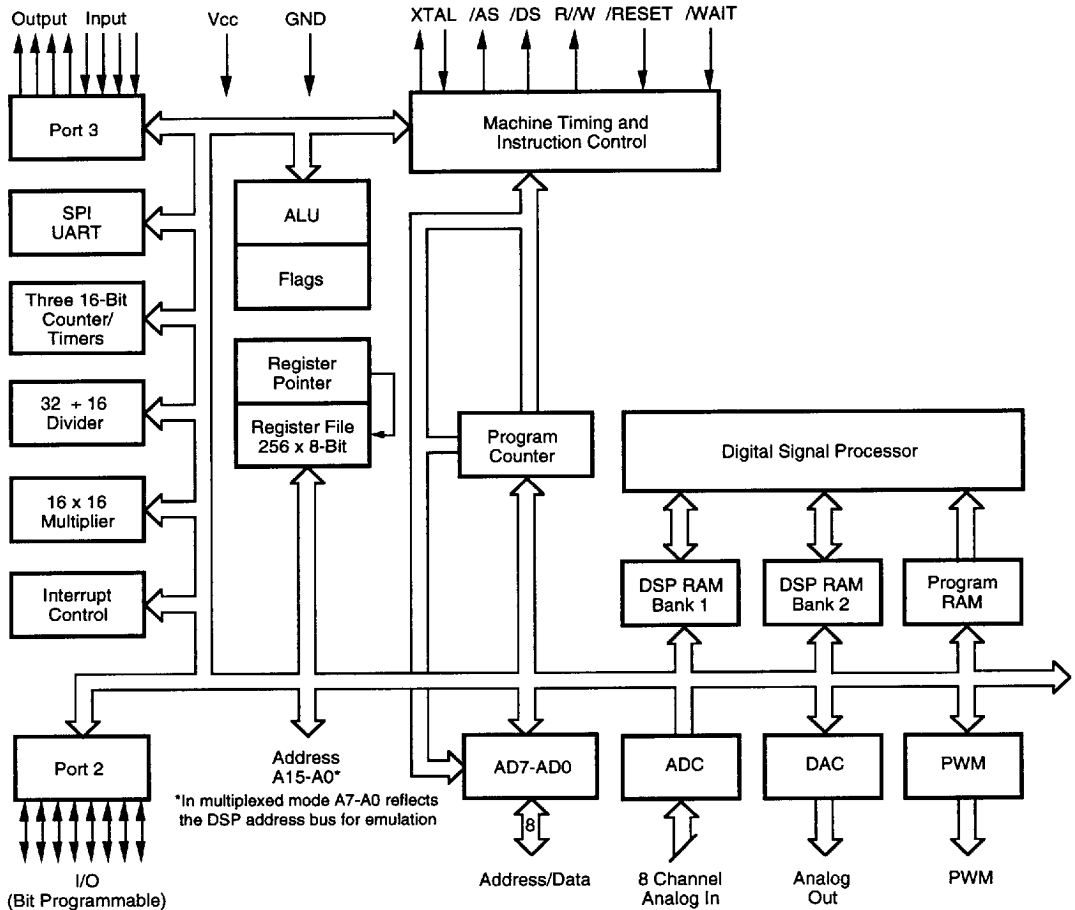 Output Input Vcc GND XTAL /AS /DS R//W /RESET /WAIT
Port 3
Machine Timing and
Instruction Control
SPI
UART
ALU
Flags
Three 16-Bit
Counter/
Timers
Register
Pointer
Register File
256 x 8-Bit
32 + 16
Divider
Program
Counter
Digital Signal Processor
16 x 16
Multiplier
Interrupt
Control
DSP RAM
Bank 1
DSP RAM
Bank 2
Program
RAM
Port 2
Address
A15-A0*
*In multiplexed mode A7-A0 reflects
the DSP address bus for emulation
AD7-AD0
ADC
DAC
PWM
8
I/O
(Bit Programmable)
Address/Data
8 Channel
Analog In
Analog
Out
PWM